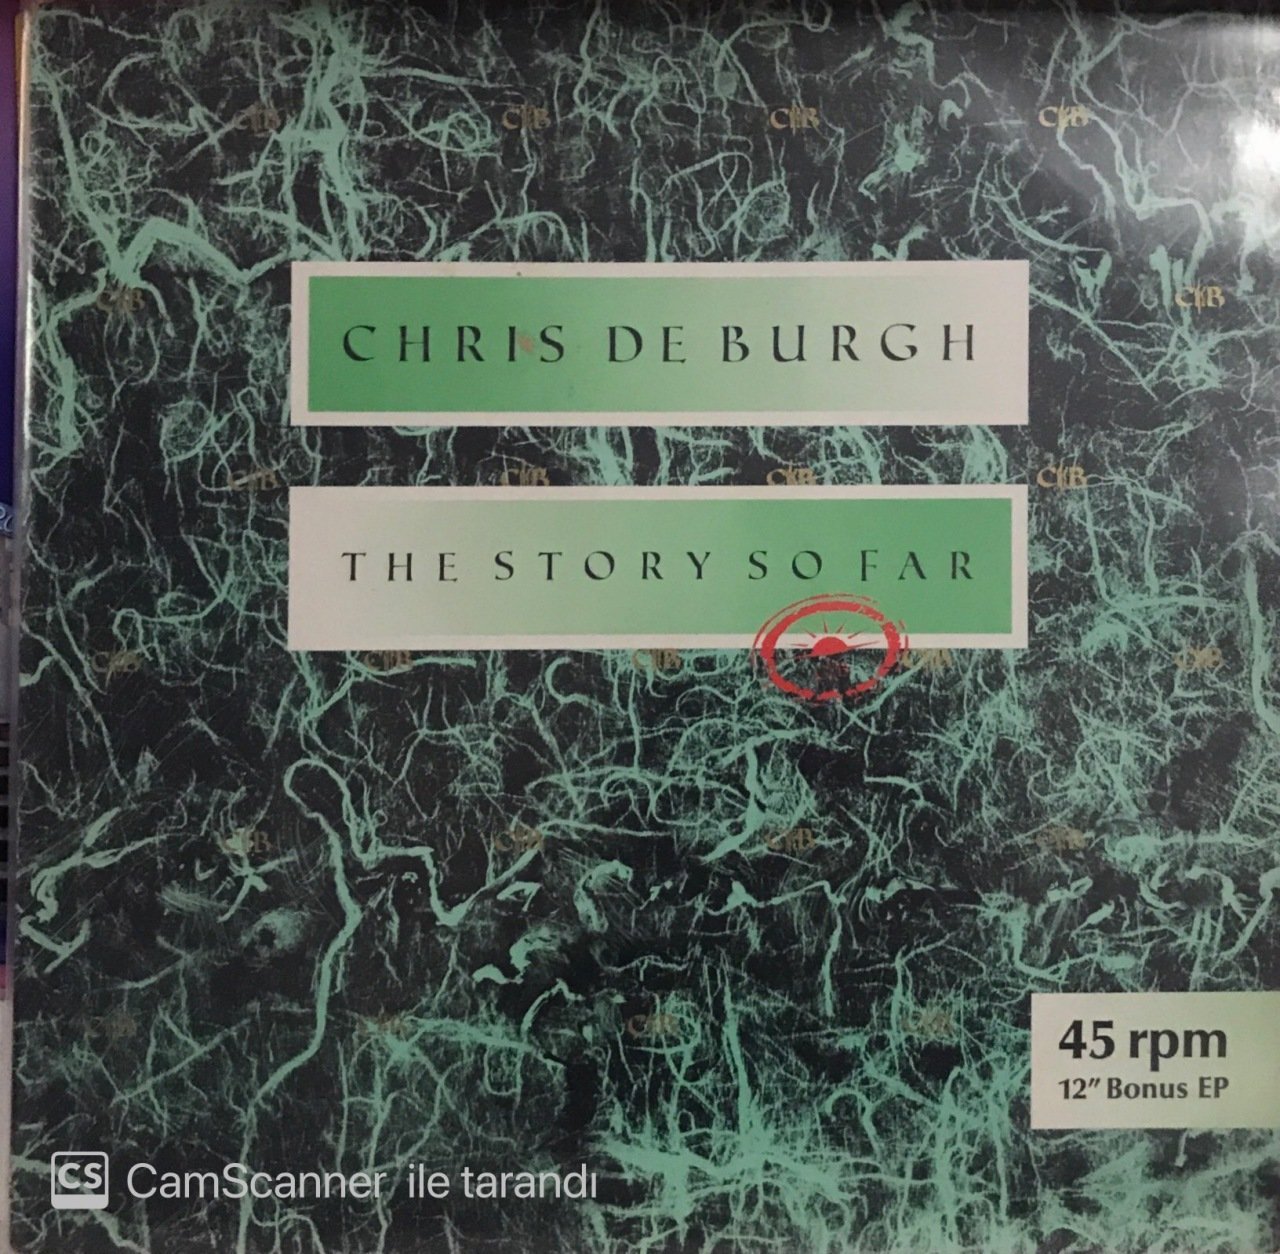 CHRIS DE BURGH
THE STORY SO FAR
45 rpm
12" Bonus EP
CS CamScanner ile tarandı